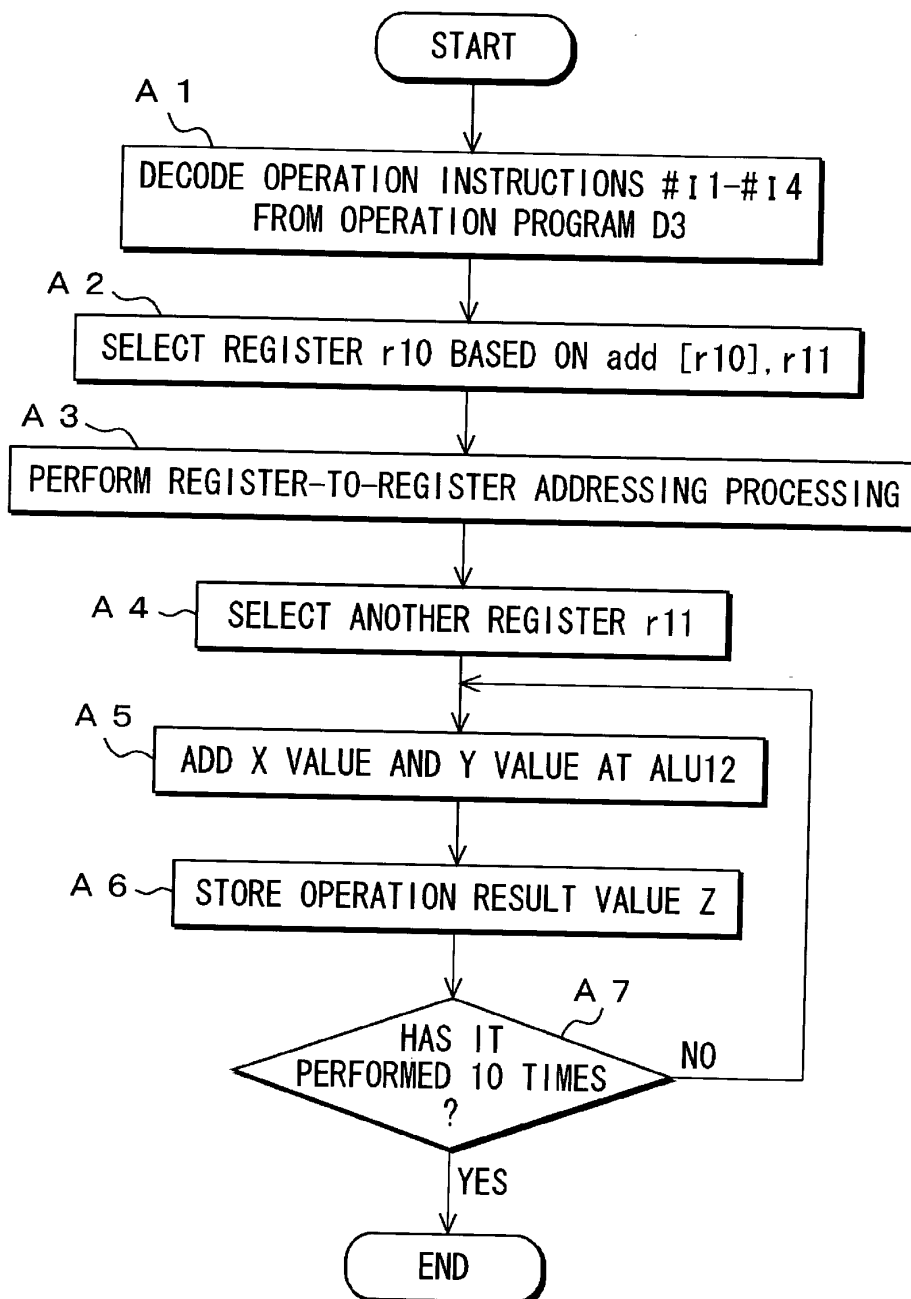 START
A 1
DECODE OPERATION INSTRUCTIONS #I1-#I4
FROM OPERATION PROGRAM D3
A 2
SELECT REGISTER r10 BASED ON add [r10], r11
A 3
PERFORM REGISTER-TO-REGISTER ADDRESSING PROCESSING
A 4
SELECT ANOTHER REGISTER r11
A 5
ADD X VALUE AND Y VALUE AT ALU12
A 6
STORE OPERATION RESULT VALUE Z
A 7
HAS IT
PERFORMED 10 TIMES
?
NO
YES
END